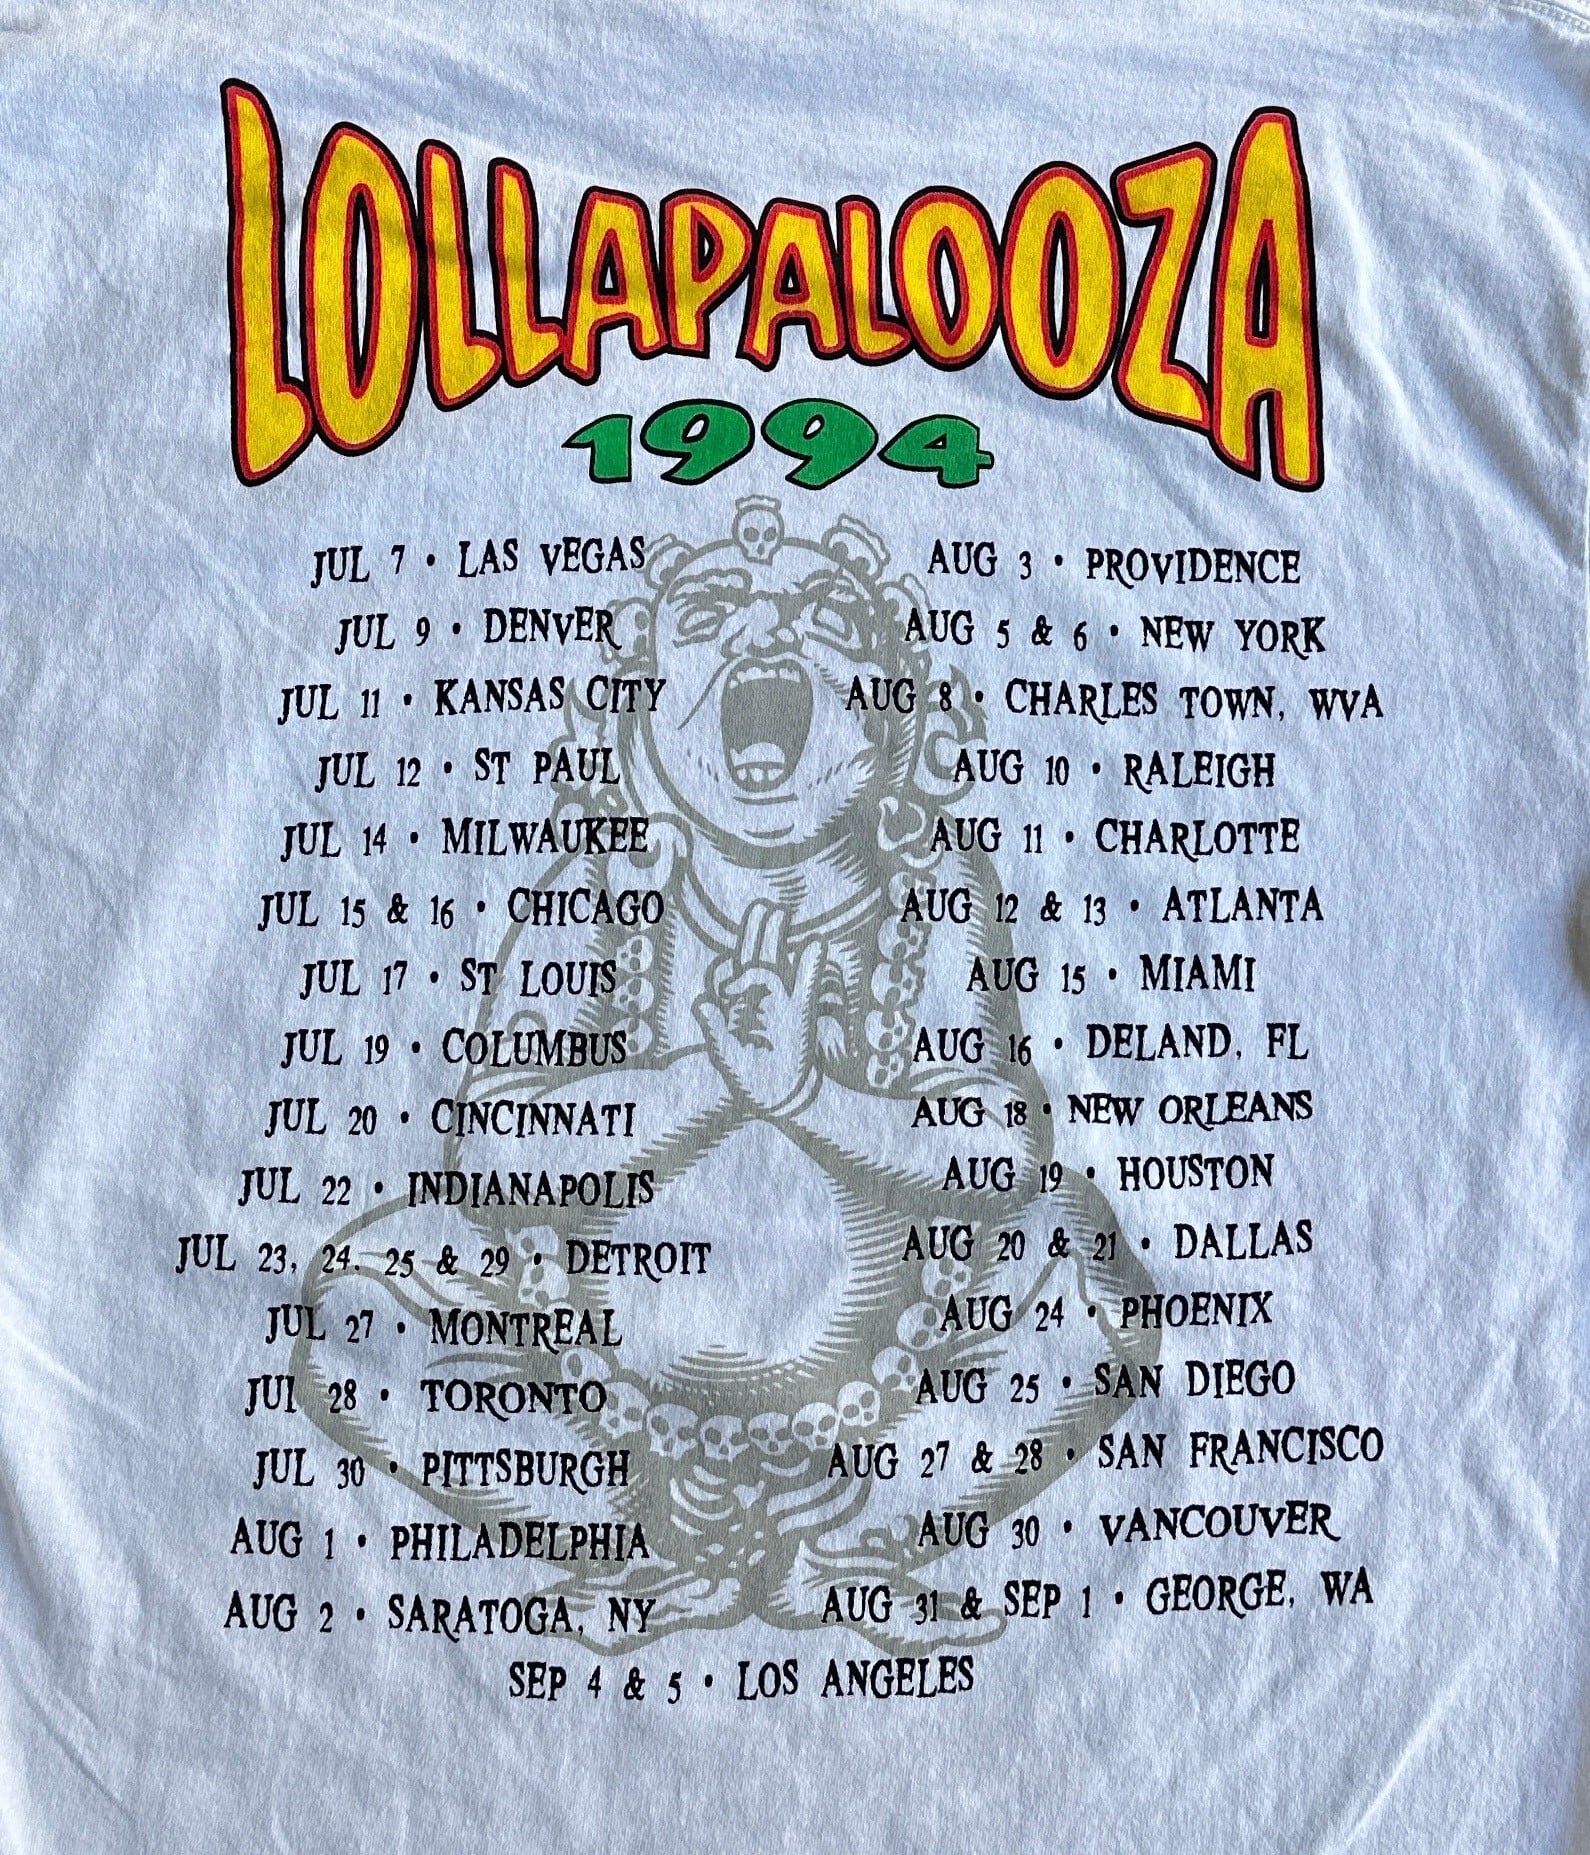 LOLLAPALOOZA
1994
JUL 7 • LAS VEGAS
JUL 9 • DENVER
JUL 11 • KANSAS CITY
JUL 12 • ST PAUL
JUL 14 • MILWAUKEE
JUL 15 & 16 • CHICAGO
JUL 17 • ST LOUIS
JUL 19 • COLUMBUS
JUL 20 • CINCINNATI
JUL 22 • INDIANAPOLIS
JUL 23, 24, 25 & 29 • DETROIT
JUL 27 • MONTREAL
JUL 28 • TORONTO
JUL 30 • PITTSBURGH
AUG 1 • PHILADELPHIA
AUG 2 • SARATOGA, NY
AUG 3 • PROVIDENCE
AUG 5 & 6 • NEW YORK
AUG 8 • CHARLES TOWN, WVA
AUG 10 • RALEIGH
AUG 11 • CHARLOTTE
AUG 12 & 13 • ATLANTA
AUG 15 • MIAMI
AUG 16 • DELAND, FL
AUG 18 • NEW ORLEANS
AUG 19 • HOUSTON
AUG 20 & 21 • DALLAS
AUG 24 • PHOENIX
AUG 25 • SAN DIEGO
AUG 27 & 28 • SAN FRANCISCO
AUG 30 • VANCOUVER
AUG 31 & SEP 1 • GEORGE, WA
SEP 4 & 5 • LOS ANGELES